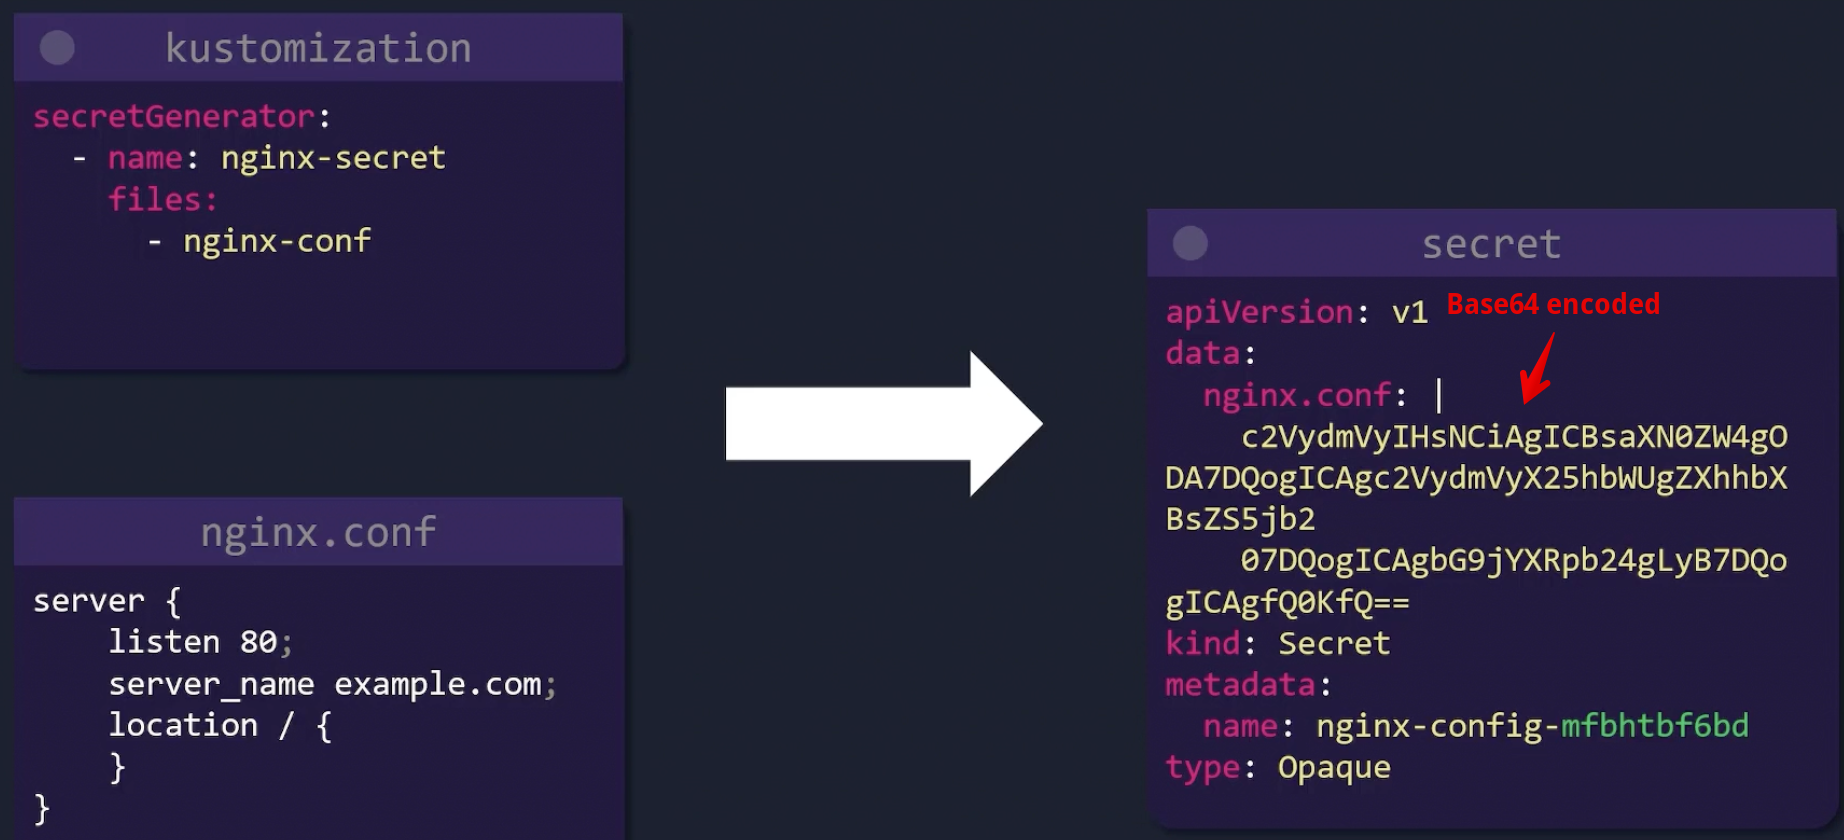 kustomization
secretGenerator:
  - name: nginx-secret
    files:
      - nginx-conf
nginx.conf
server {
    listen 80;
    server_name example.com;
    location / {
    }
}
secret
apiVersion: v1
Base64 encoded
data:
  nginx.conf: |
    c2VydmVyIHsNCiAgICBsaXN0ZW4gO
DA7DQogICAgc2VydmVyX25hbWUgZXhhbX
BsZS5jb2
    07DQogICAgbG9jYXRpb24gLyB7DQo
gICAgfQ0KfQ==
kind: Secret
metadata:
  name: nginx-config-mfbhtbf6bd
type: Opaque